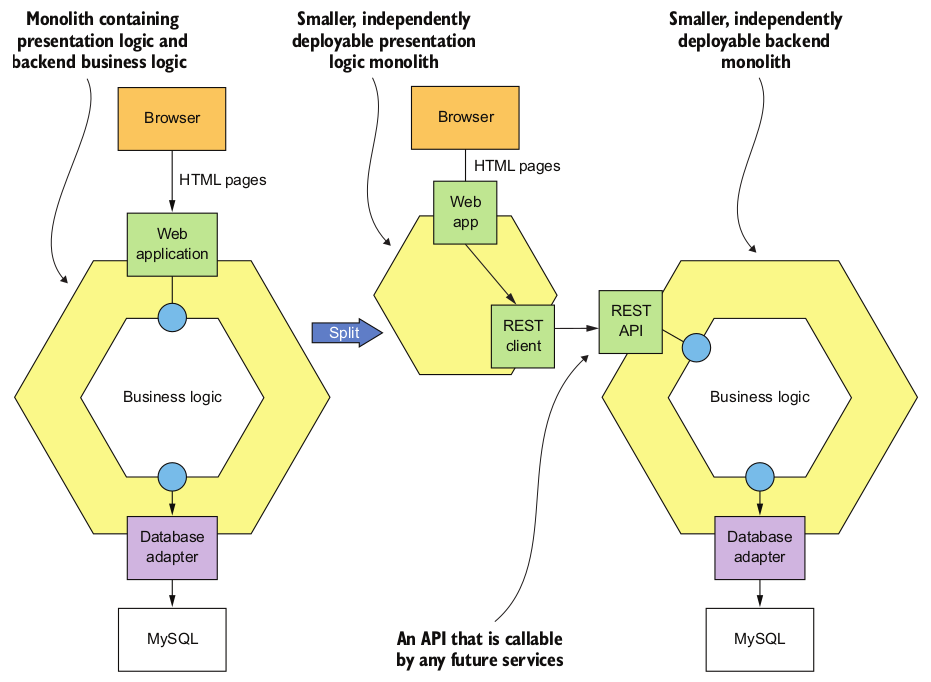 Monolith containing
presentation logic and
backend business logic
Smaller, independently
deployable presentation
logic monolith
Smaller, independently
deployable backend
monolith
Browser
HTML pages
Web
application
Business logic
Database
adapter
MySQL
Split
Browser
HTML pages
Web
app
REST
client
REST
API
Business logic
Database
adapter
MySQL
An API that is callable
by any future services